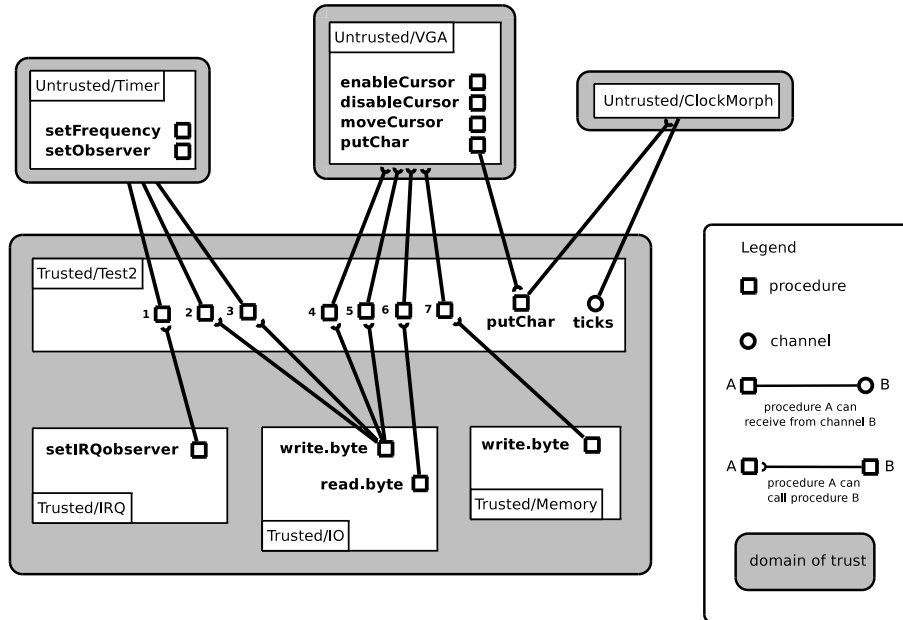 Untrusted/Timer
setFrequency
setObserver
Untrusted/VGA
enableCursor
disableCursor
moveCursor
putChar
Untrusted/ClockMorph
Trusted/Test2
1
2
3
4
5
6
7
putChar
ticks
setIRQobserver
Trusted/IRQ
write.byte
read.byte
Trusted/IO
write.byte
Trusted/Memory
Legend
procedure
channel
A B
procedure A can
receive from channel B
A B
procedure A can
call procedure B
domain of trust